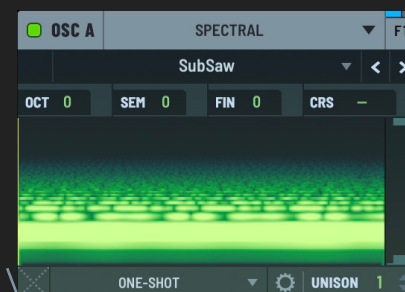 OSC A SPECTRAL
SubSaw
OCT 0 SEM 0 FIN 0 CRS –
ONE-SHOT UNISON 1